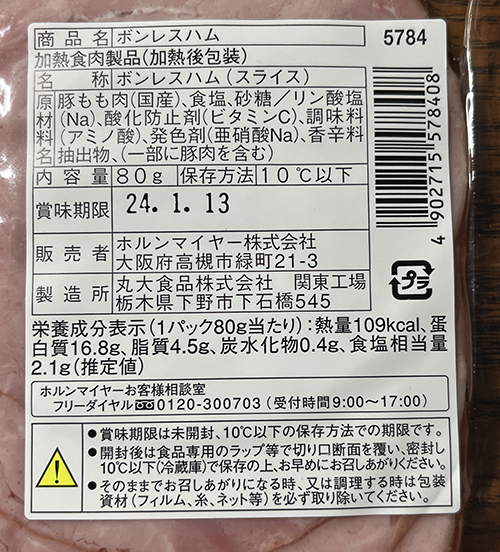 商品名 ボンレスハム 5784
加熱食肉製品(加熱後包装)
名称 ボンレスハム(スライス)
原材料名 豚もも肉(国産)、食塩、砂糖／リン酸塩
(Na)、酸化防止剤(ビタミンC)、調味料
(アミノ酸)、発色剤(亜硝酸Na)、香辛料
抽出物、(一部に豚肉を含む)
内容量 80g 保存方法 10℃以下
賞味期限 24.1.13
販売者 ホルンマイヤー株式会社
大阪府高槻市緑町21-3
製造所 丸大食品株式会社 関東工場
栃木県下野市下石橋545
4 902715 578408
プラ
栄養成分表示(1パック80g当たり):熱量109kcal、蛋
白質16.8g、脂質4.5g、炭水化物0.4g、食塩相当量
2.1g(推定値)
ホルンマイヤーお客様相談室
フリーダイヤル 0120-300703 (受付時間9:00〜17:00)
●賞味期限は未開封、10℃以下の保存方法での期限です。
●開封後は食品専用のラップ等で切り口断面を覆い、密封し
10℃以下(冷蔵庫)で保存の上、お早めにお召しあがりください。
●そのままでお召しあがりになる時、又は調理する時は包装
資材(フィルム、糸、ネット等)を必ず取り除いてください。